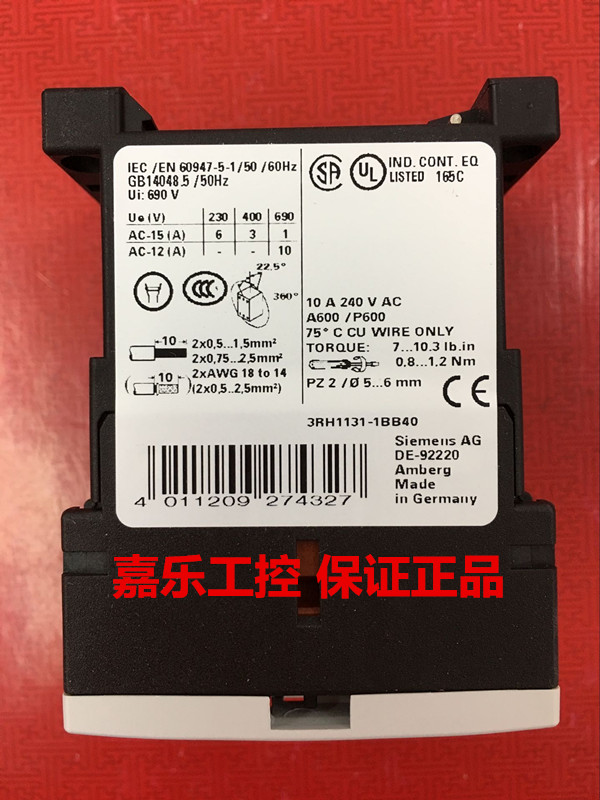 IEC /EN 60947-5-1/50 /60Hz
GB14048.5 /50Hz
Ui: 690 V
Ue (V) 230 400 690
AC-15 (A) 6 3 1
AC-12 (A) - - 10
SA
UL
IND. CONT. EQ
LISTED 165C
CCC
22.5°
360°
10 A 240 V AC
A600 /P600
75° C CU WIRE ONLY
TORQUE: 7...10.3 lb.in
0.8...1.2 Nm
PZ 2 / Ø 5...6 mm
10
2x0,5...1,5mm²
2x0,75...2,5mm²
10
2xAWG 18 to 14
(2x0,5...2,5mm²)
CE
3RH1131-1BB40
Siemens AG
DE-92220
Amberg
Made
in Germany
4 011209 274327
嘉乐工控 保证正品